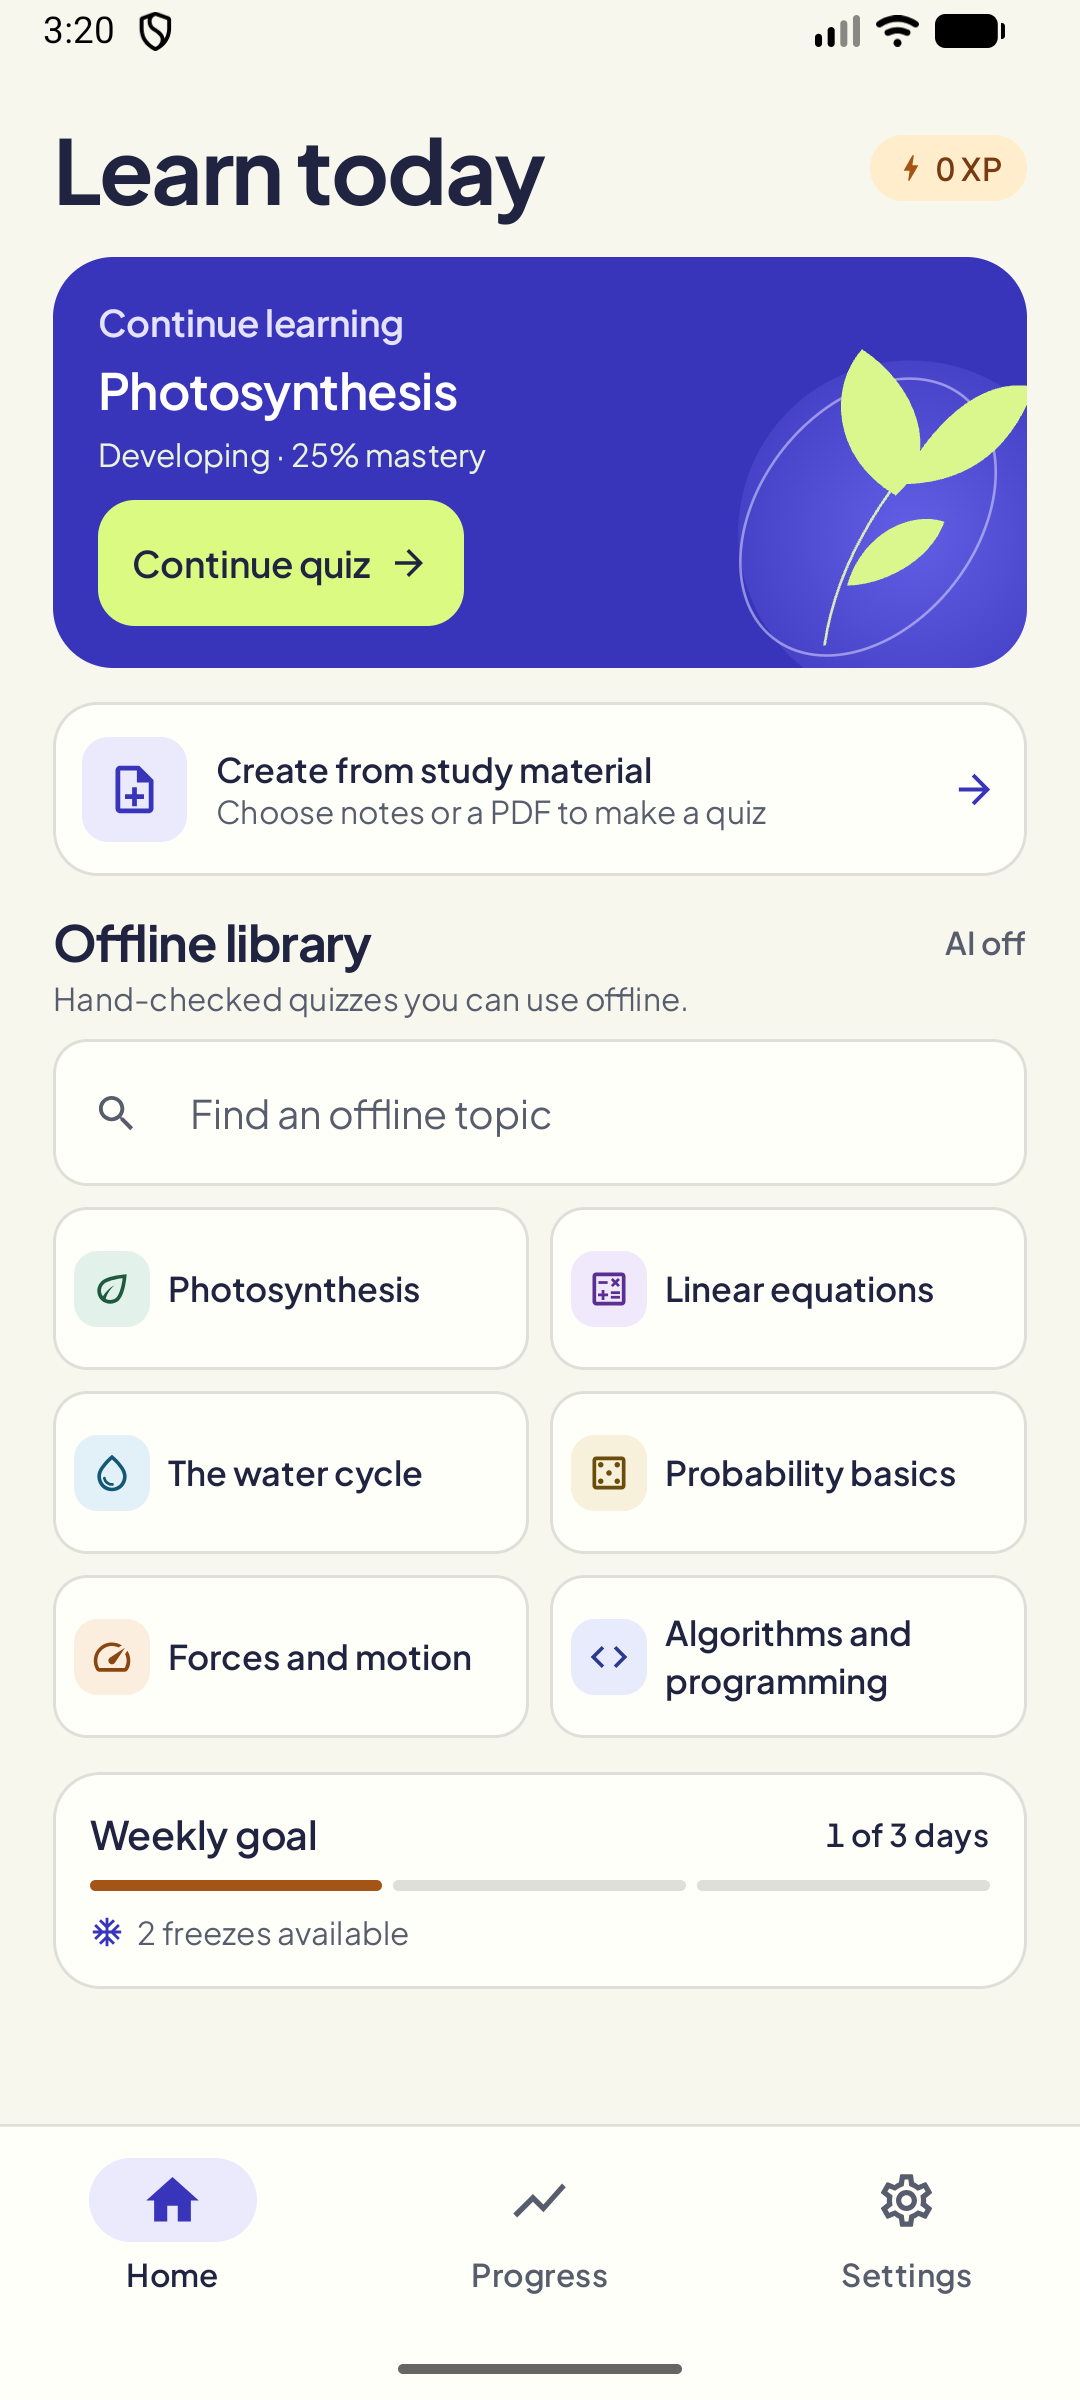 3:20
Learn today
0 XP
Continue learning
Photosynthesis
Developing · 25% mastery
Continue quiz
Create from study material
Choose notes or a PDF to make a quiz
Offline library
AI off
Hand-checked quizzes you can use offline.
Find an offline topic
Photosynthesis
Linear equations
The water cycle
Probability basics
Forces and motion
Algorithms and
programming
Weekly goal
1 of 3 days
2 freezes available
Home
Progress
Settings